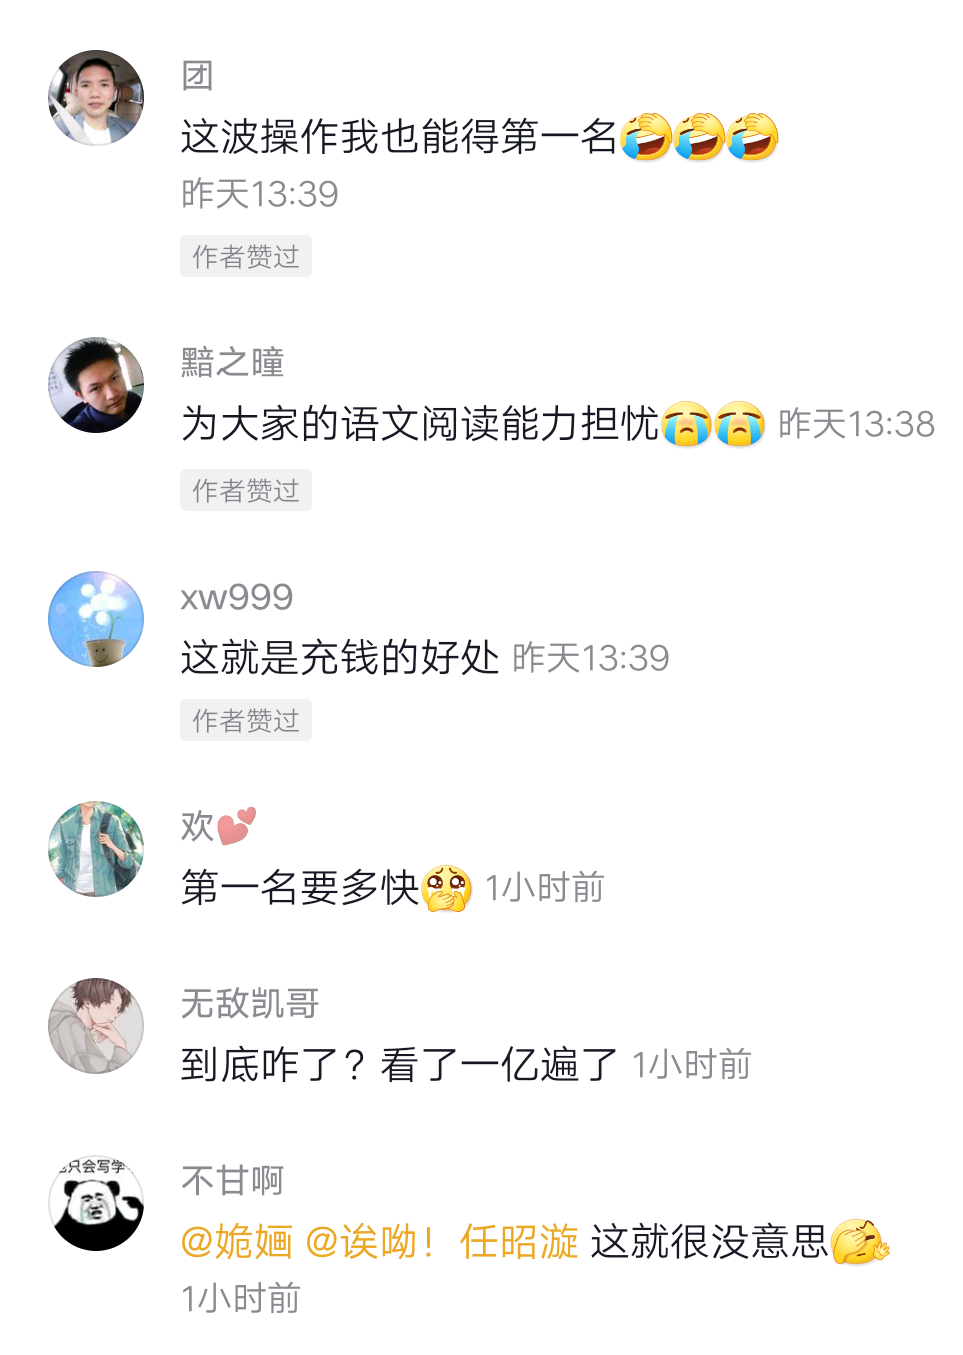 团
这波操作我也能得第一名🤣🤣🤣
昨天13:39
作者赞过
黯之曈
为大家的语文阅读能力担忧😭😭 昨天13:38
作者赞过
xw999
这就是充钱的好处 昨天13:39
作者赞过
欢💕
第一名要多快🥺 1小时前
无敌凯哥
到底咋了？看了一亿遍了 1小时前
也只会写学
不甘啊
@姽婳 @诶呦！任昭漩 这就很没意思🤦
1小时前